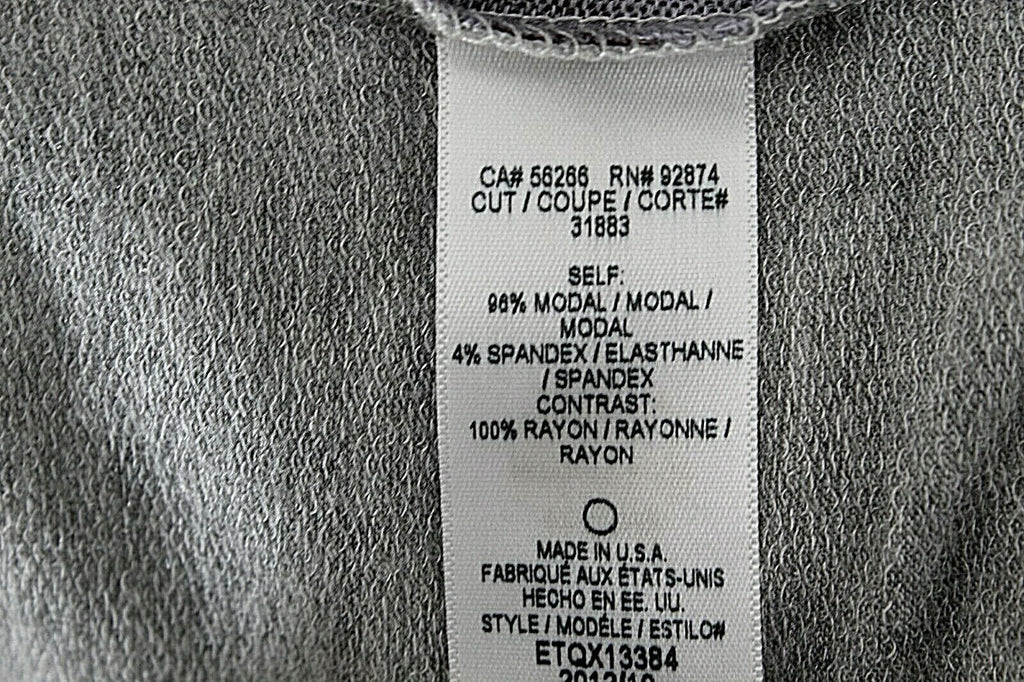 CA# 56266 RN# 92874
CUT / COUPE / CORTE#
31883
SELF:
96% MODAL / MODAL /
MODAL
4% SPANDEX / ELASTHANNE
/ SPANDEX
CONTRAST:
100% RAYON / RAYONNE /
RAYON
MADE IN U.S.A.
FABRIQUÉ AUX ÉTATS-UNIS
HECHO EN EE. UU.
STYLE / MODÈLE / ESTILO#
ETQX13384